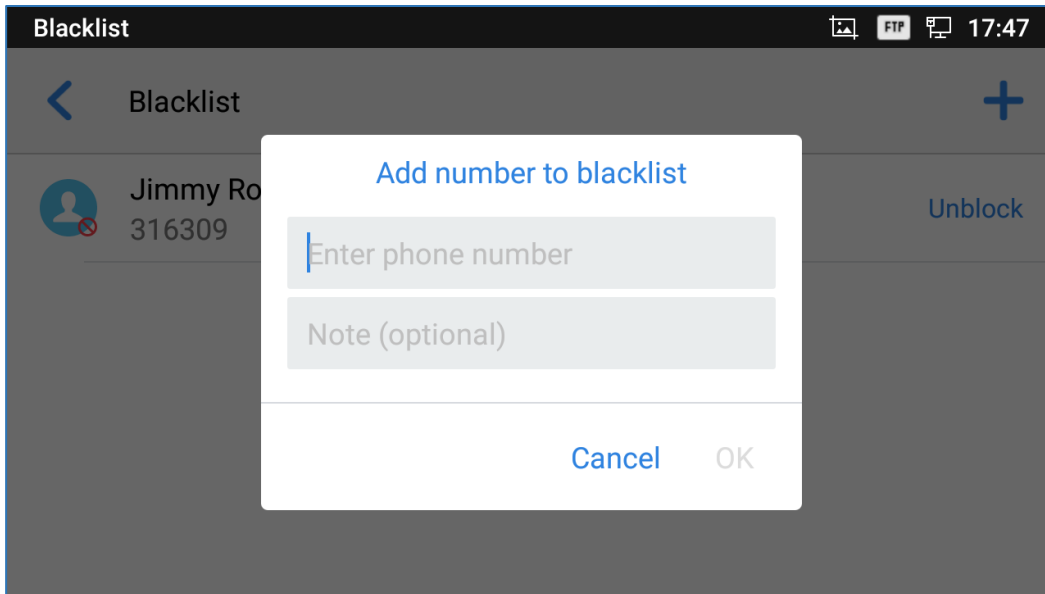 Blacklist
FTP 17:47
Blacklist
Add number to blacklist
Jimmy Ro
316309
Unblock
Enter phone number
Note (optional)
Cancel OK